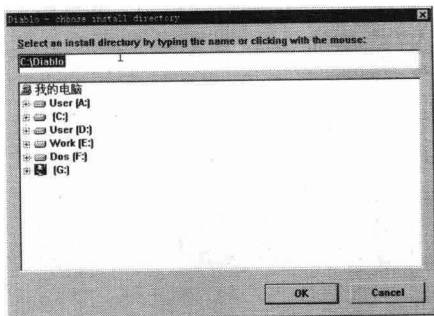 Diablo - choose install directory
Select an install directory by typing the name or clicking with the mouse:
C:\Diablo
我的电脑
User (A:)
(C:)
User (D:)
Work (E:)
Dos (F:)
(G:)
OK
Cancel